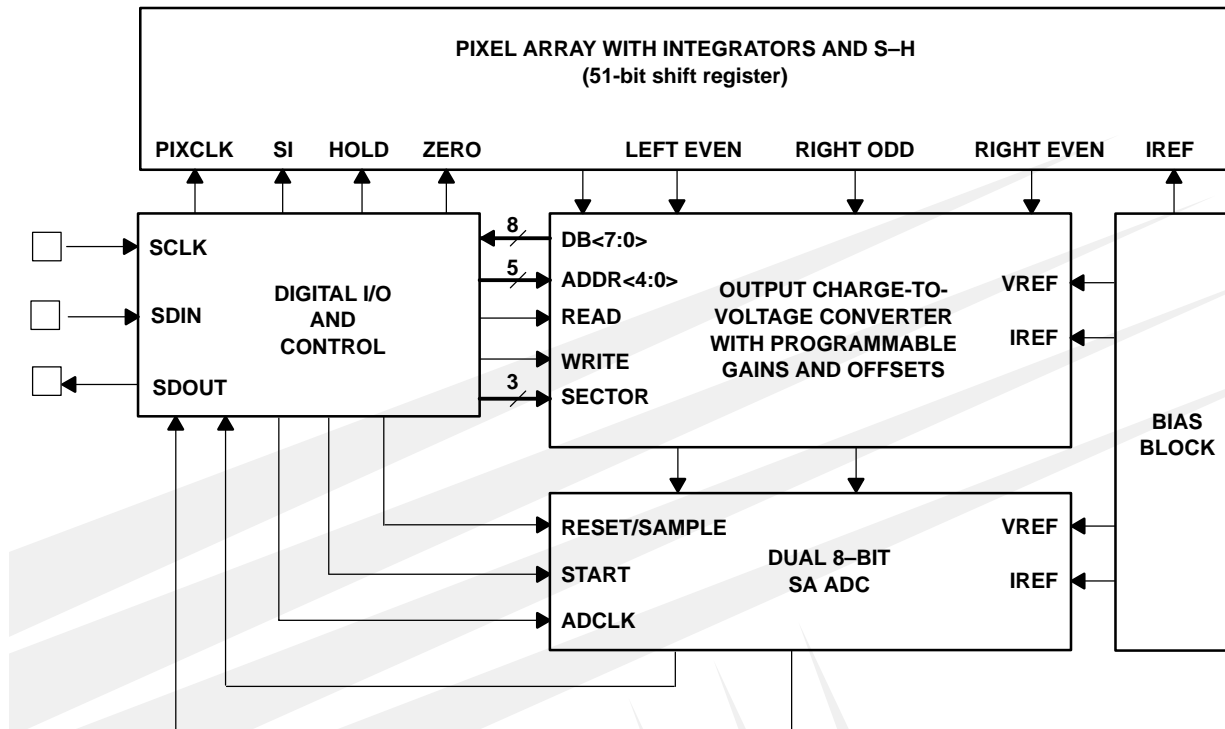 PIXEL ARRAY WITH INTEGRATORS AND S–H
(51-bit shift register)
PIXCLK SI HOLD ZERO LEFT EVEN RIGHT ODD RIGHT EVEN IREF
SCLK
SDIN
SDOUT
DIGITAL I/O
AND
CONTROL
8
5
3
DB<7:0>
ADDR<4:0>
READ
WRITE
SECTOR
OUTPUT CHARGE-TO-
VOLTAGE CONVERTER
WITH PROGRAMMABLE
GAINS AND OFFSETS
VREF
IREF
BIAS
BLOCK
RESET/SAMPLE
START
ADCLK
DUAL 8–BIT
SA ADC
VREF
IREF